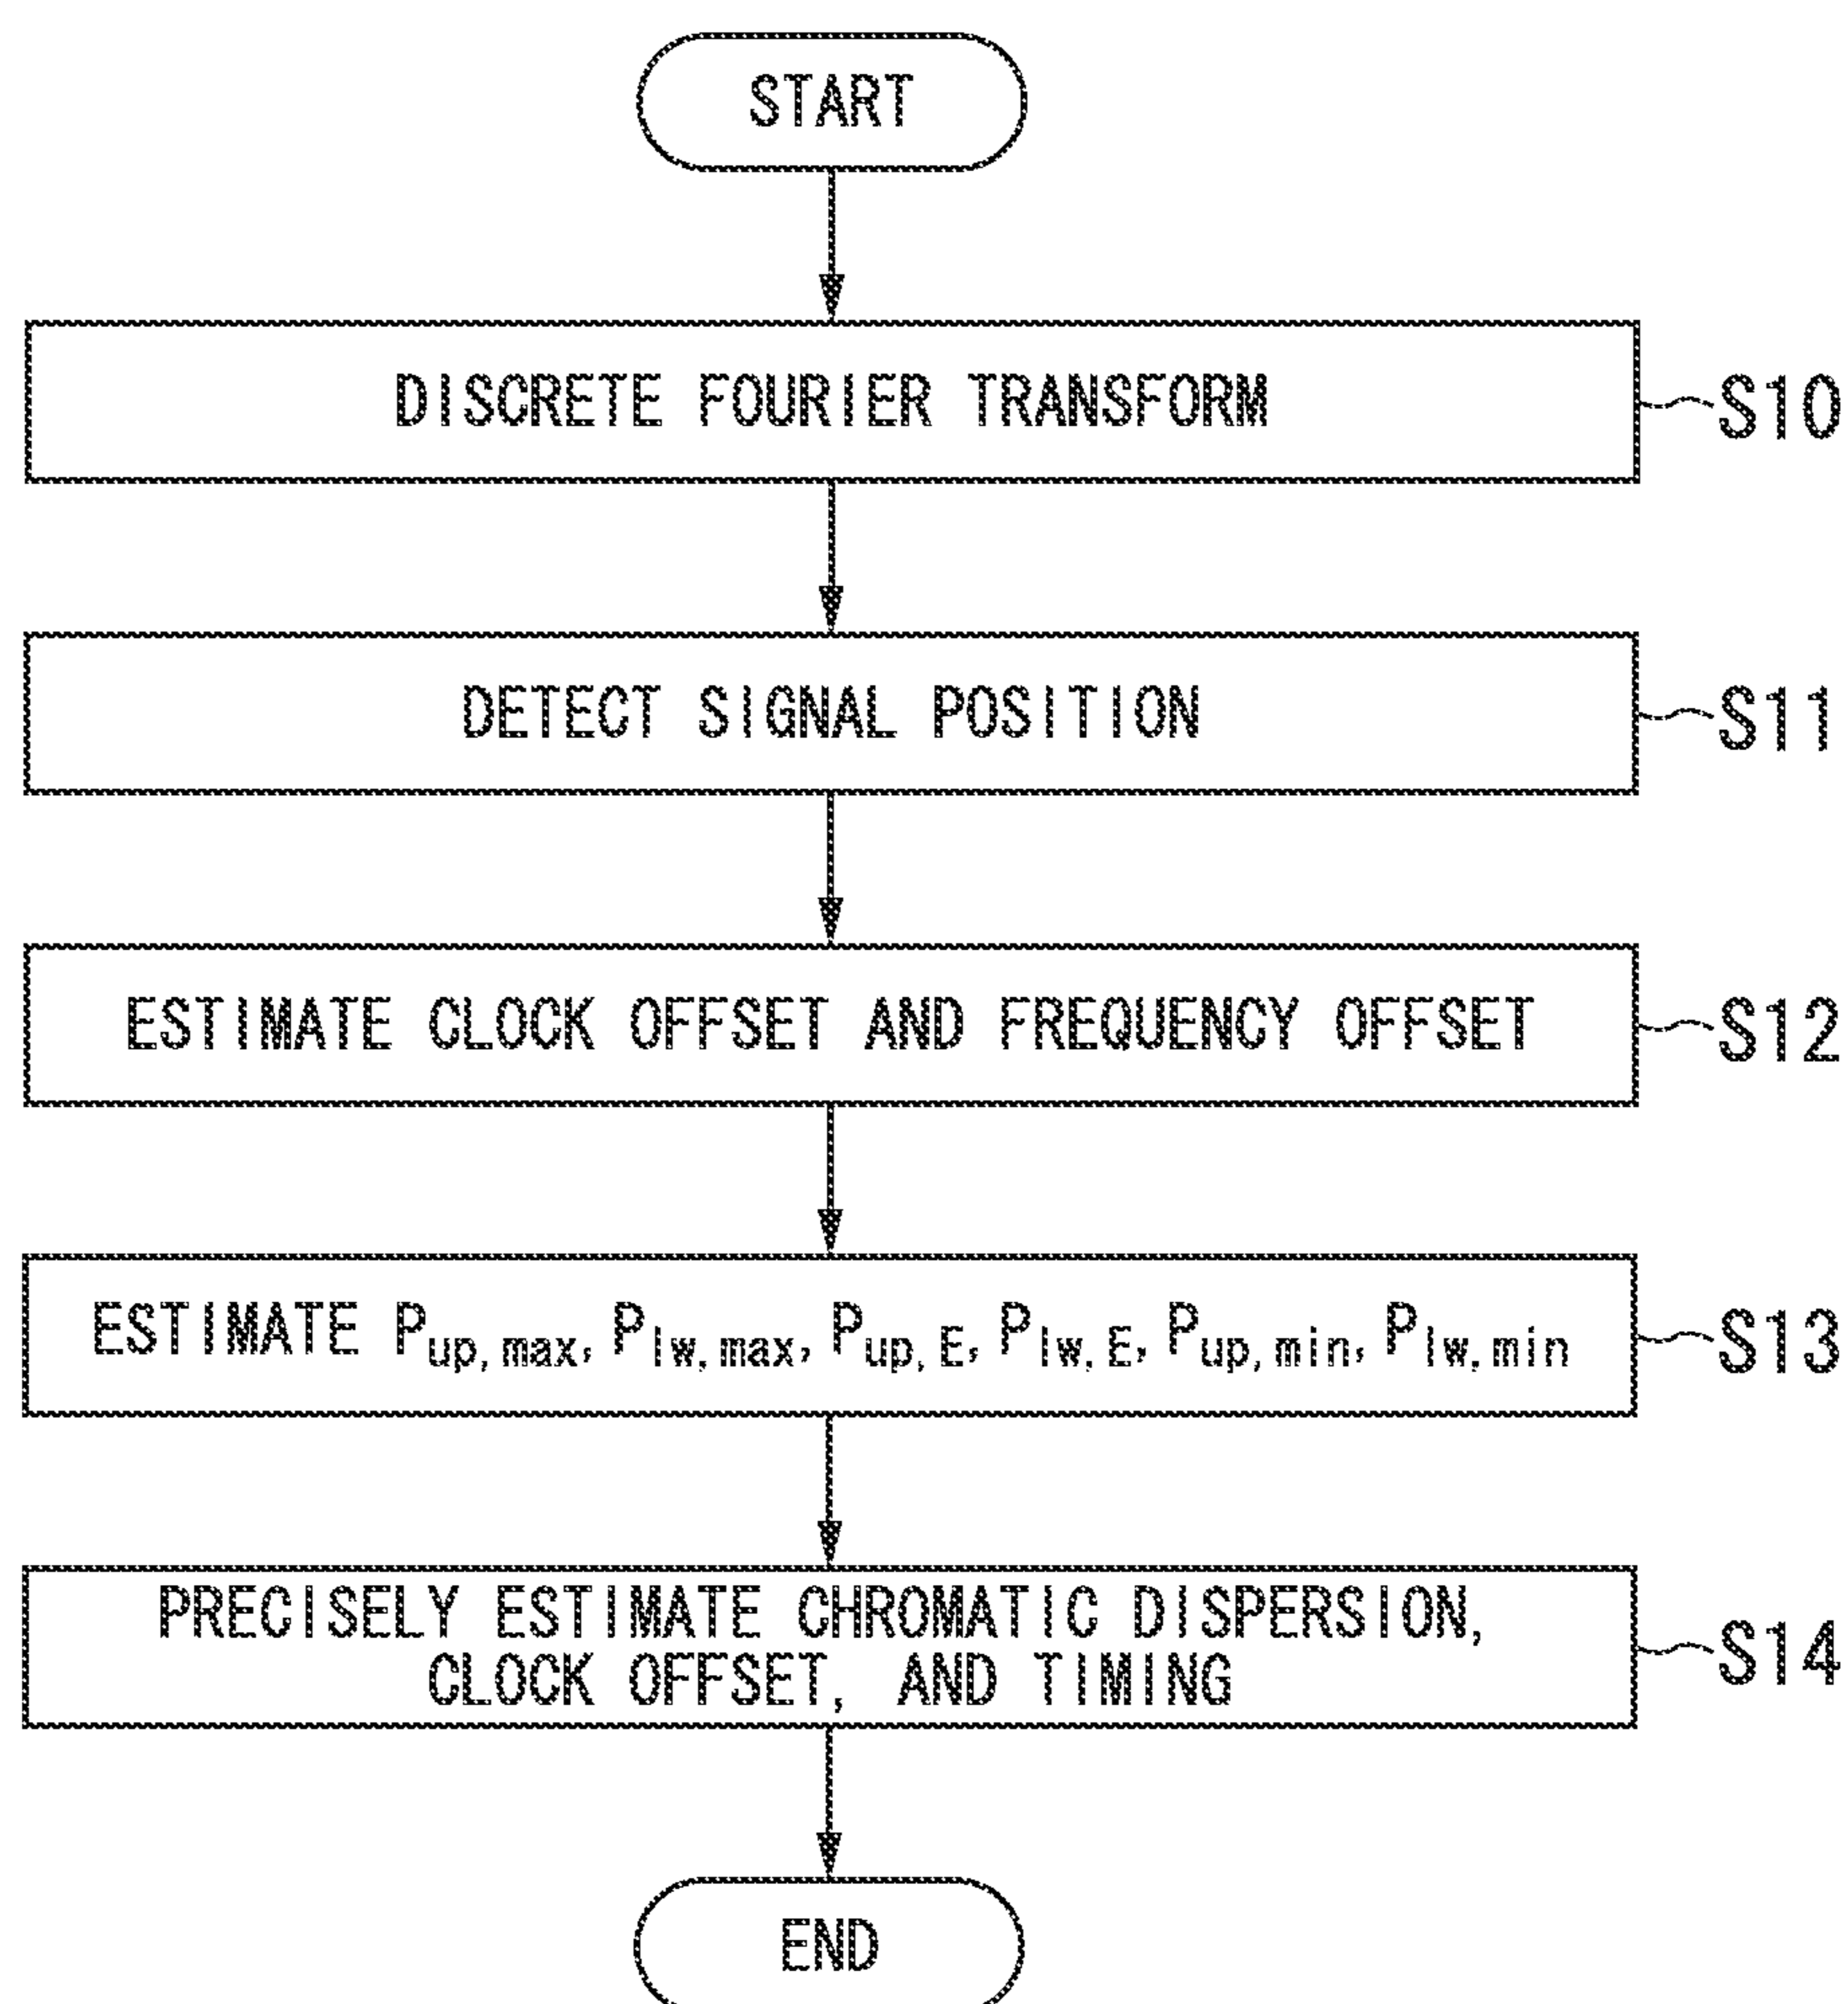 START
DISCRETE FOURIER TRANSFORM
S10
DETECT SIGNAL POSITION
S11
ESTIMATE CLOCK OFFSET AND FREQUENCY OFFSET
S12
ESTIMATE Pup,max, Plw,max, Pup,E, Plw,E, Pup,min, Plw,min
S13
PRECISELY ESTIMATE CHROMATIC DISPERSION,
CLOCK OFFSET, AND TIMING
S14
END